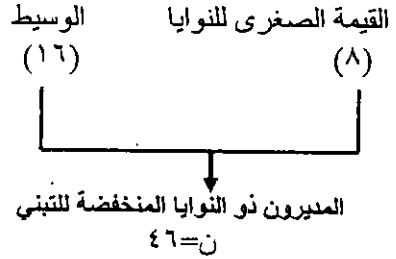 القيمة الصغرى للنوايا الوسيط
(٨) (١٦)
المديرون ذو النوايا المنخفضة للتبني
ن=٤٦